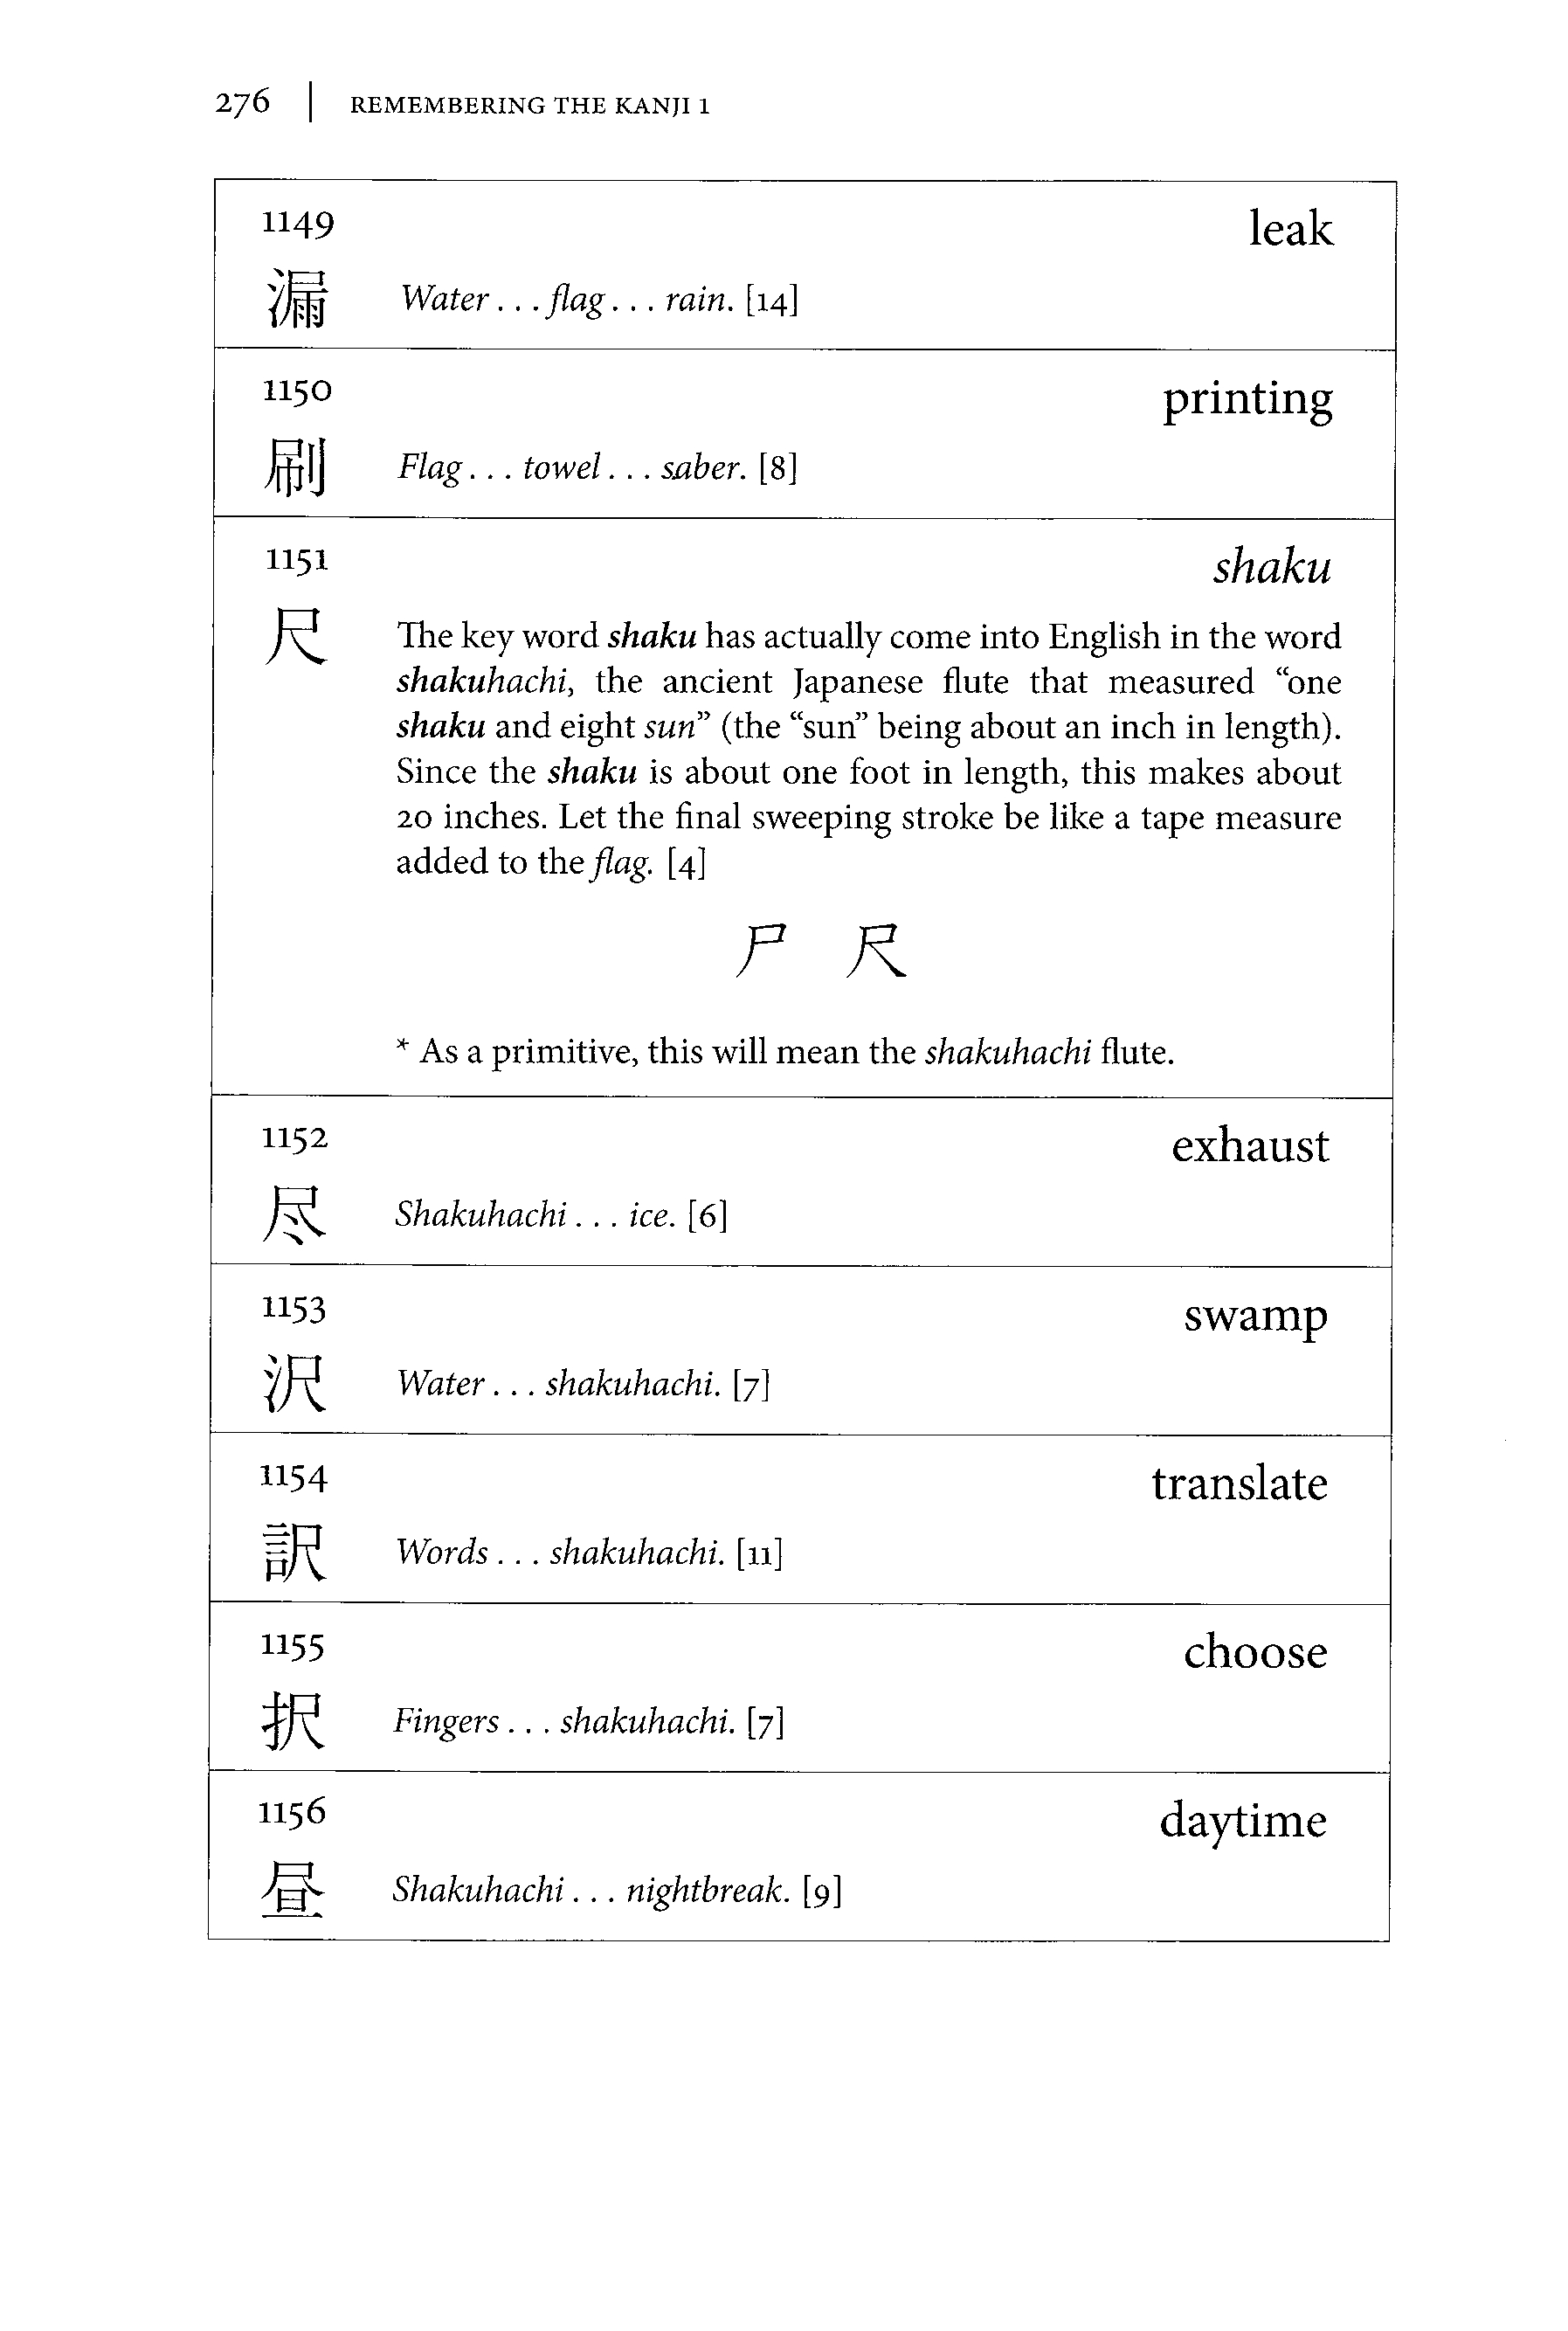 276 | REMEMBERING THE KANJI 1
1149 leak
漏 Water . . . flag . . . rain. [14]
1150 printing
刷 Flag . . . towel . . . saber. [8]
1151 shaku
尺 The key word shaku has actually come into English in the word
shakuhachi, the ancient Japanese flute that measured “one
shaku and eight sun” (the “sun” being about an inch in length).
Since the shaku is about one foot in length, this makes about
20 inches. Let the final sweeping stroke be like a tape measure
added to the flag. [4]
尸 尺
* As a primitive, this will mean the shakuhachi flute.
1152 exhaust
尽 Shakuhachi . . . ice. [6]
1153 swamp
沢 Water . . . shakuhachi. [7]
1154 translate
訳 Words . . . shakuhachi. [11]
1155 choose
択 Fingers . . . shakuhachi. [7]
1156 daytime
昼 Shakuhachi . . . nightbreak. [9]